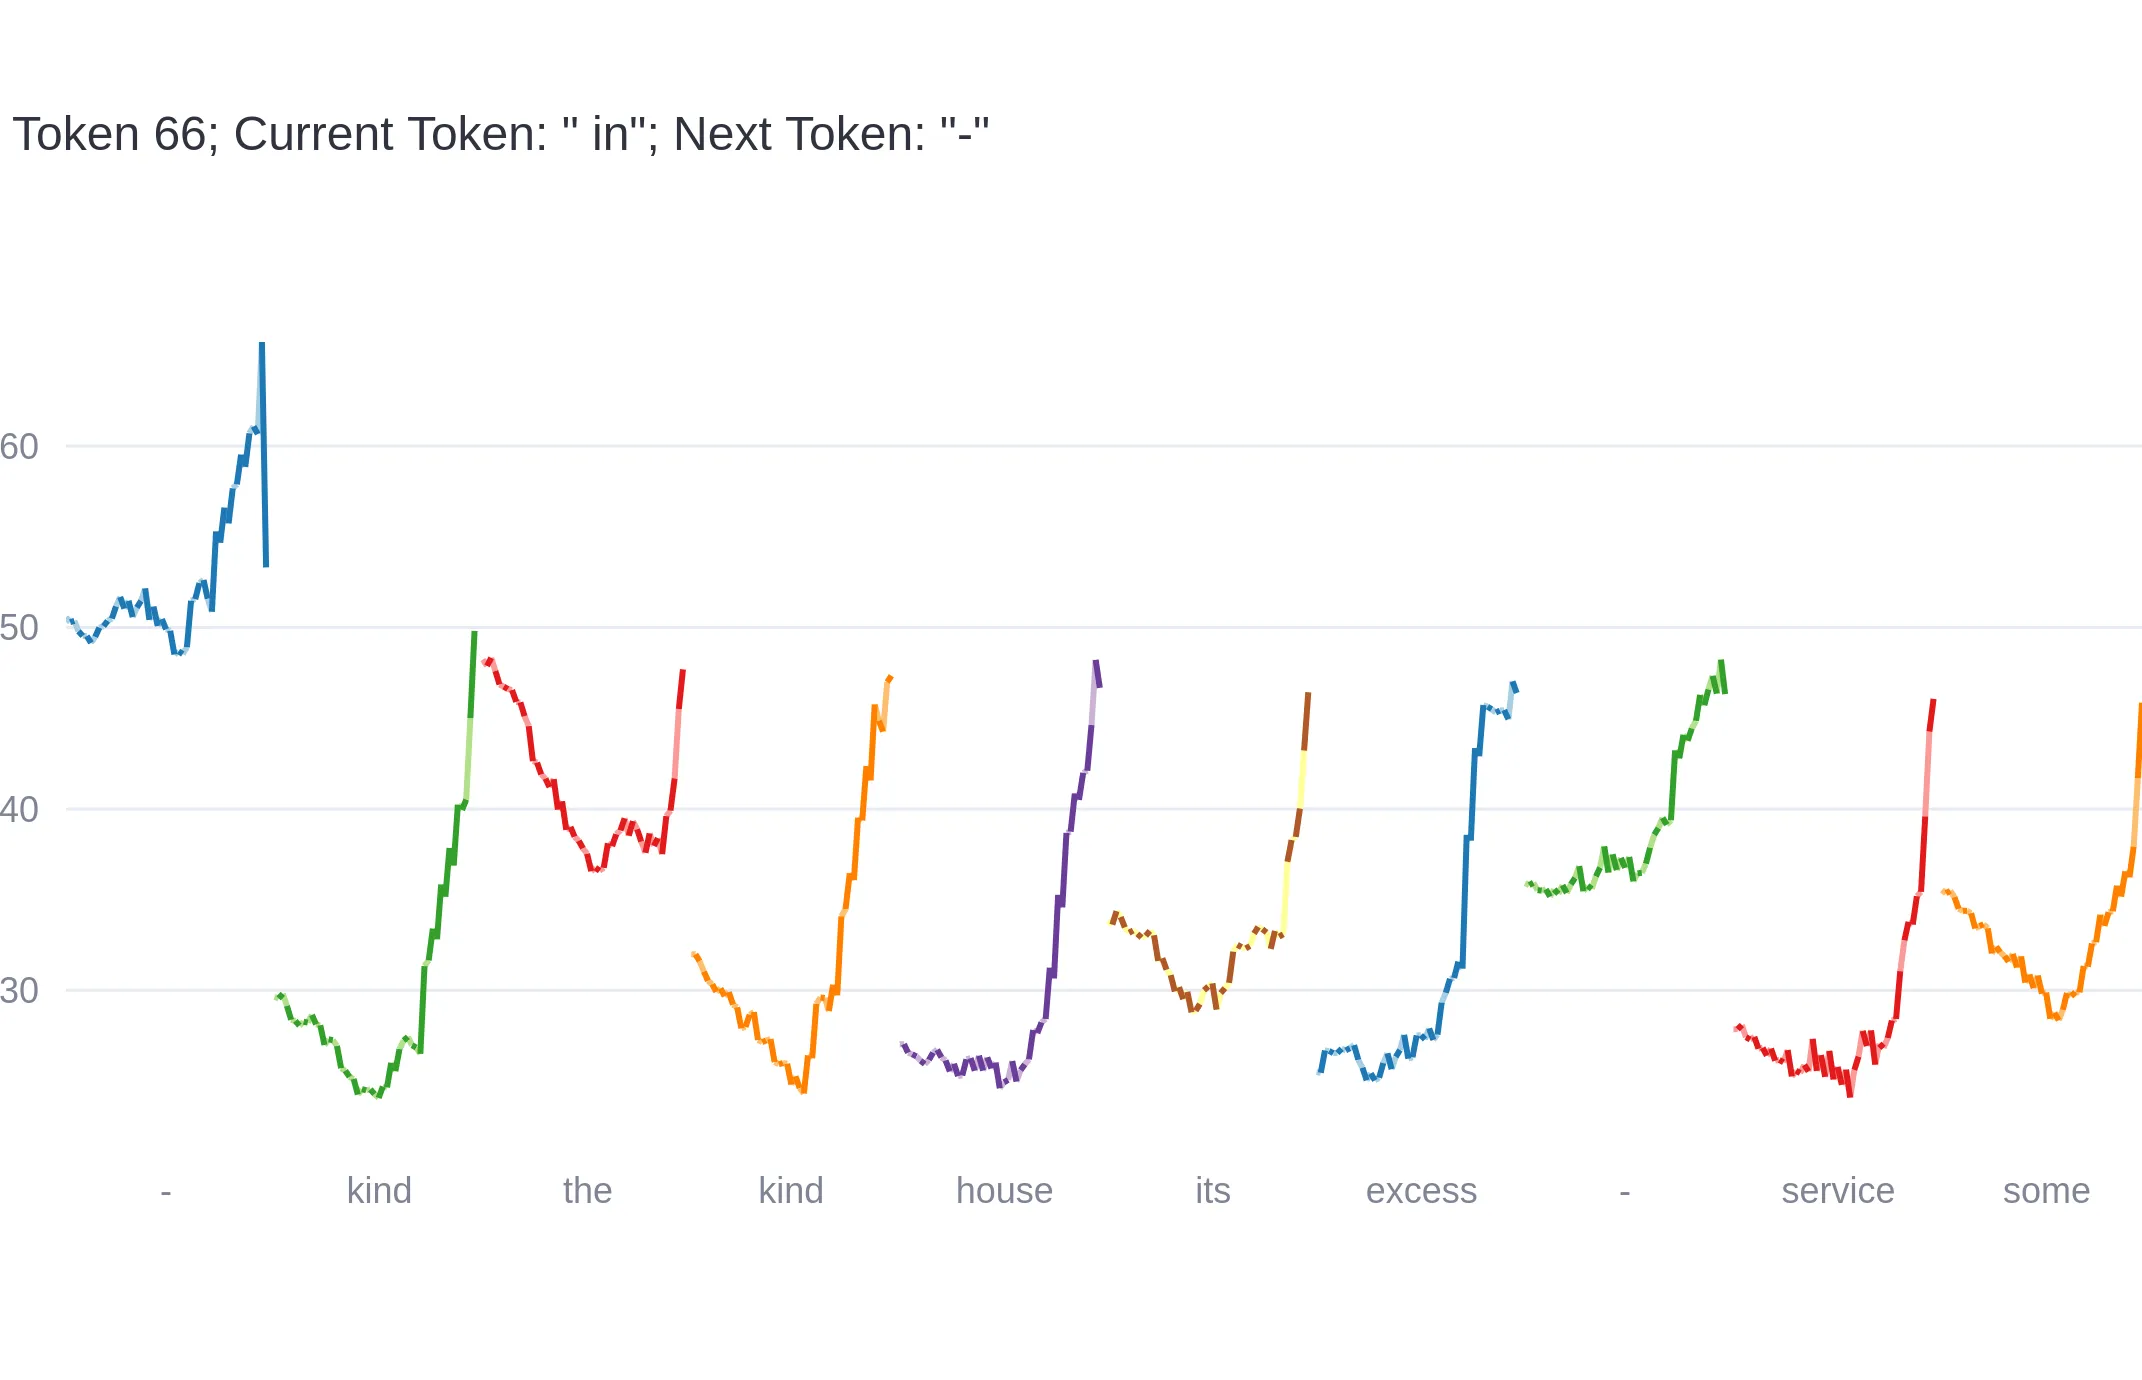 Token 66; Current Token: " in"; Next Token: "-"
60
50
40
30
- kind the kind house its excess - service some